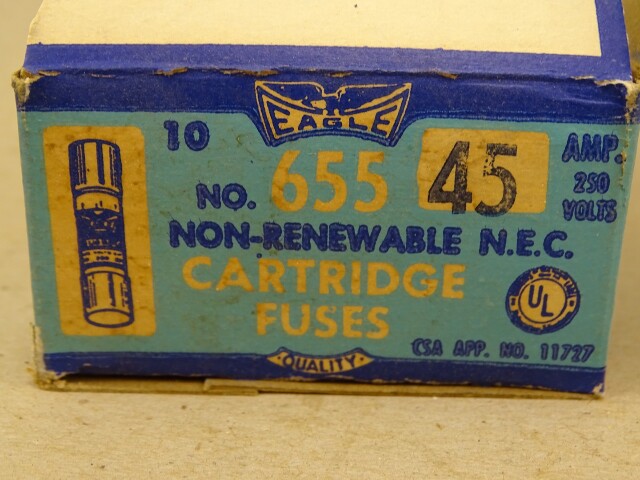 EAGLE
10
NO. 655 45 AMP.
250
VOLTS
NON-RENEWABLE N.E.C.
CARTRIDGE
FUSES
UL
CSA APP. NO. 11727
QUALITY